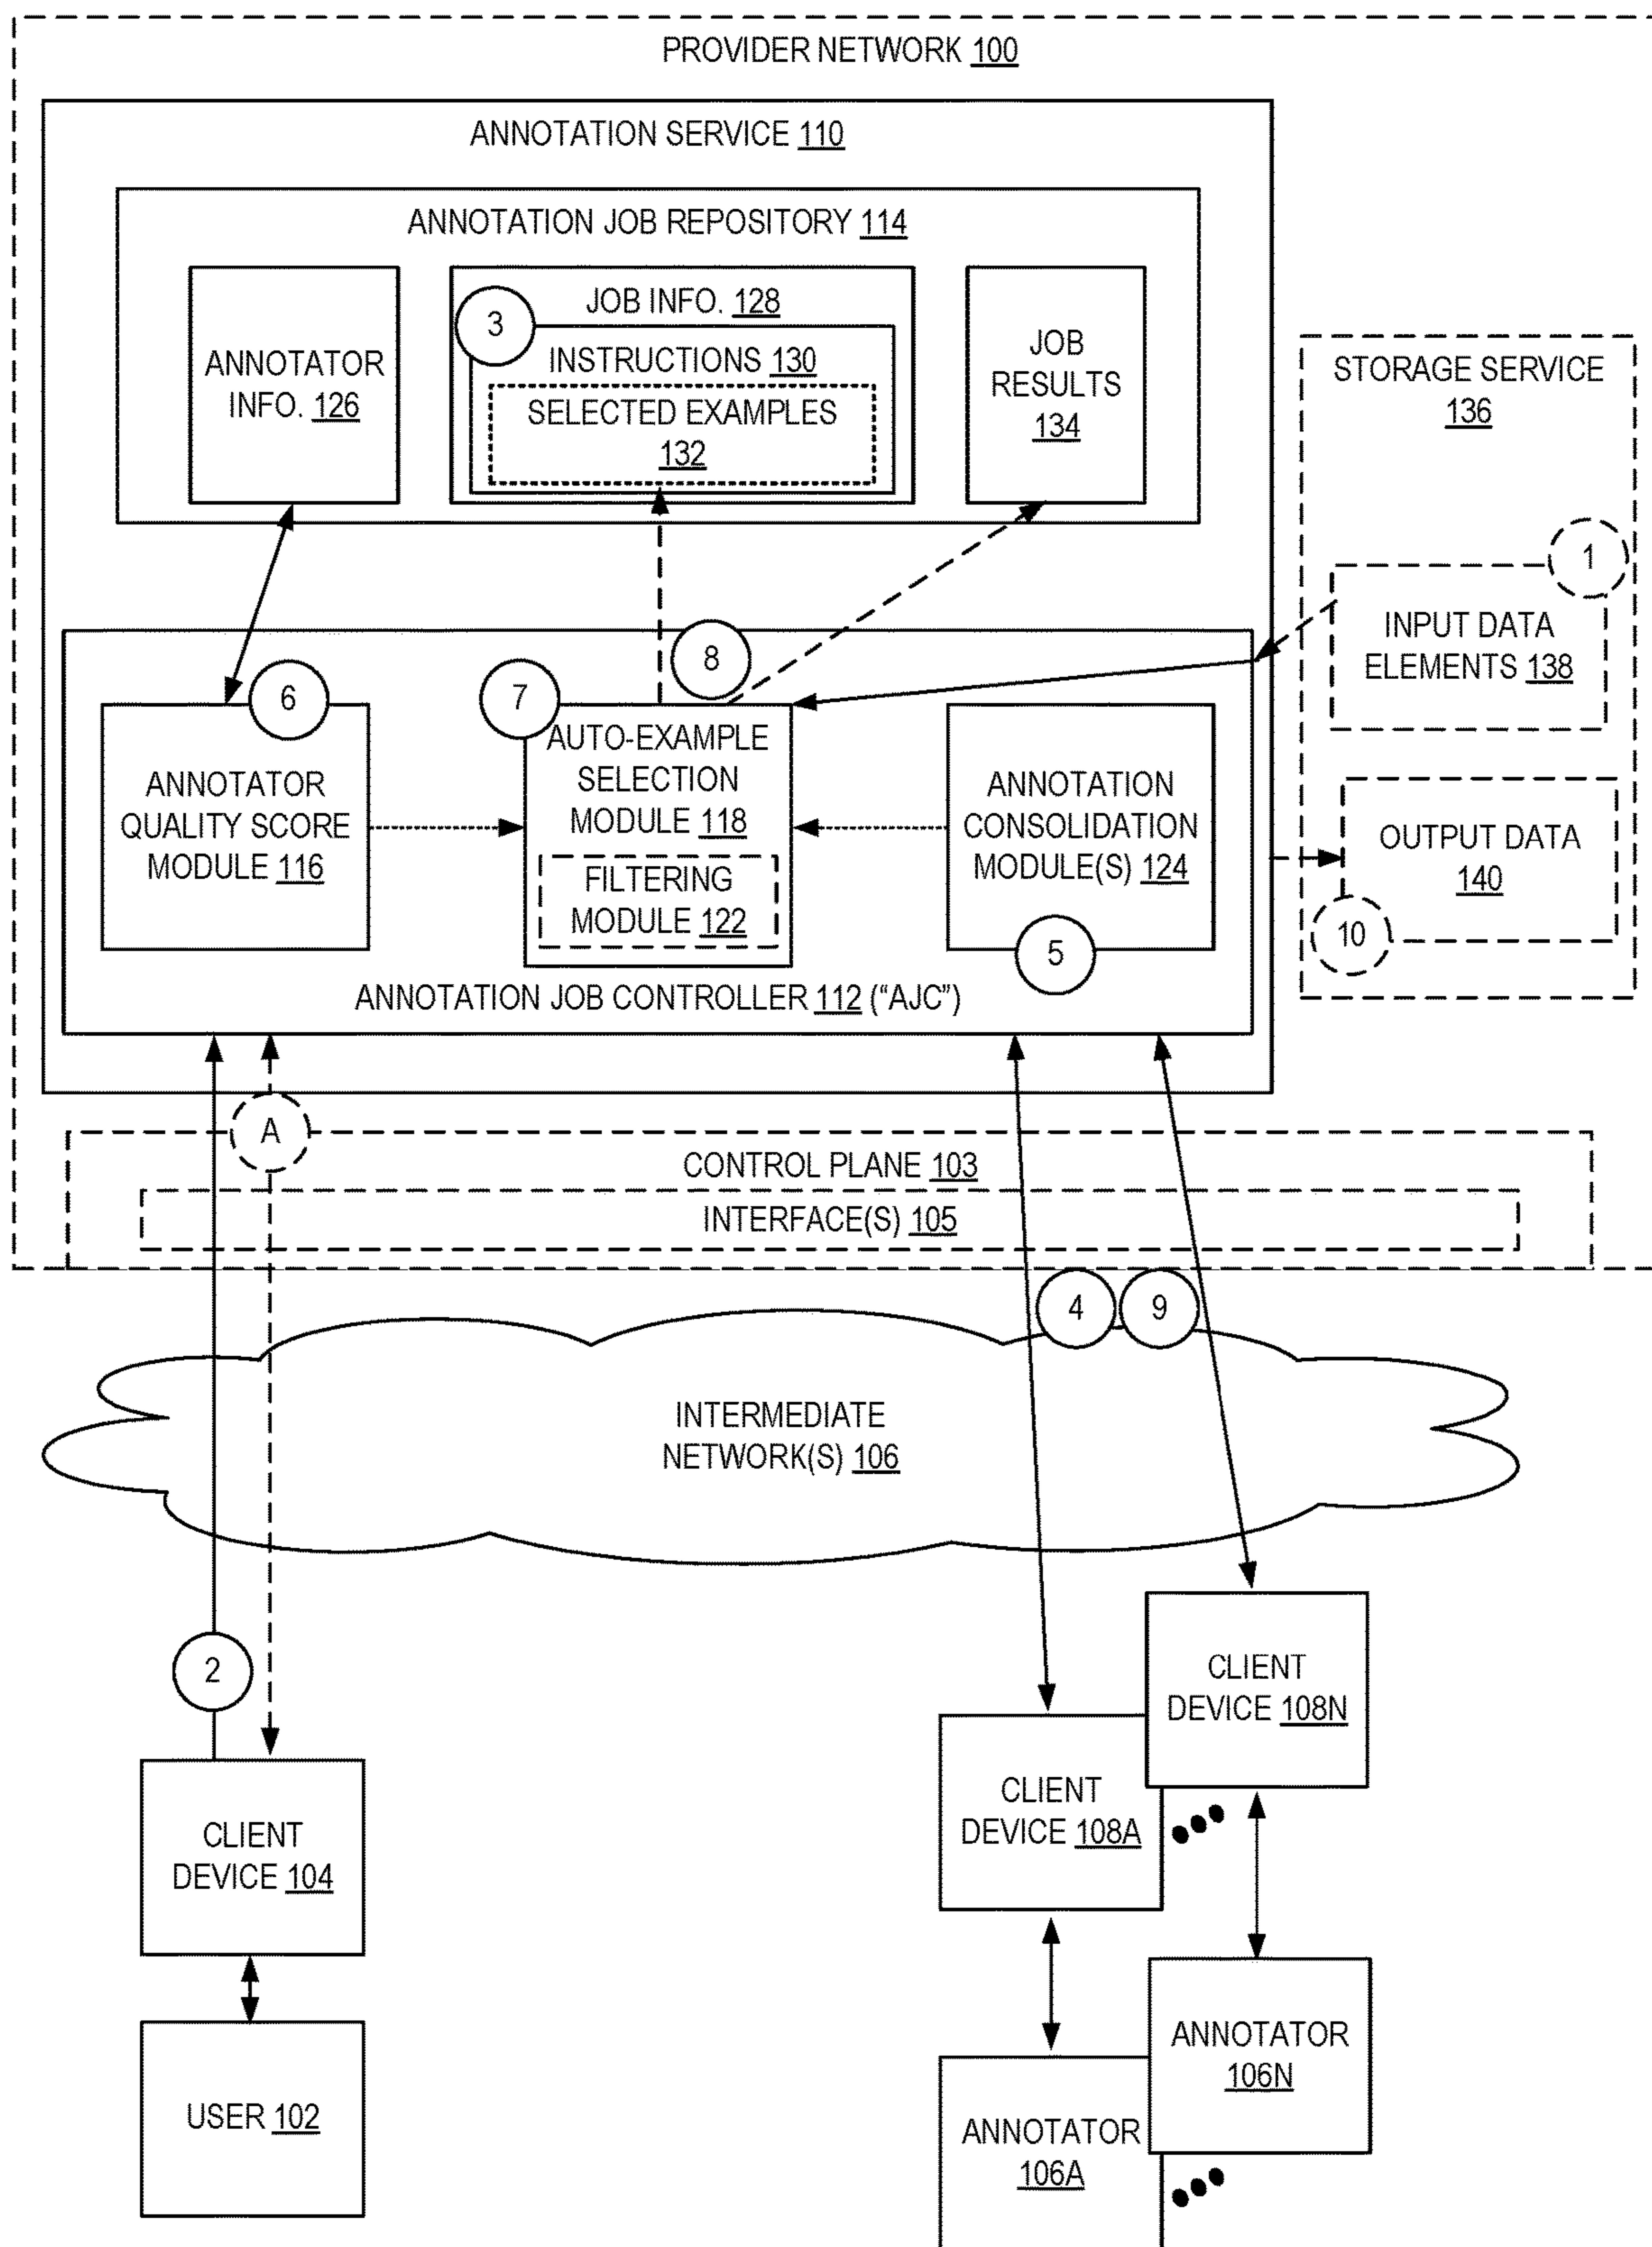 PROVIDER NETWORK 100
ANNOTATION SERVICE 110
ANNOTATION JOB REPOSITORY 114
ANNOTATOR
INFO. 126
3
JOB INFO. 128
INSTRUCTIONS 130
SELECTED EXAMPLES
132
JOB
RESULTS
134
STORAGE SERVICE
136
1
INPUT DATA
ELEMENTS 138
OUTPUT DATA
140
10
6
ANNOTATOR
QUALITY SCORE
MODULE 116
7
8
AUTO-EXAMPLE
SELECTION
MODULE 118
FILTERING
MODULE 122
ANNOTATION
CONSOLIDATION
MODULE(S) 124
5
ANNOTATION JOB CONTROLLER 112 (“AJC”)
A
CONTROL PLANE 103
INTERFACE(S) 105
4
9
INTERMEDIATE
NETWORK(S) 106
2
CLIENT
DEVICE 104
USER 102
CLIENT
DEVICE 108N
CLIENT
DEVICE 108A
ANNOTATOR
106N
ANNOTATOR
106A